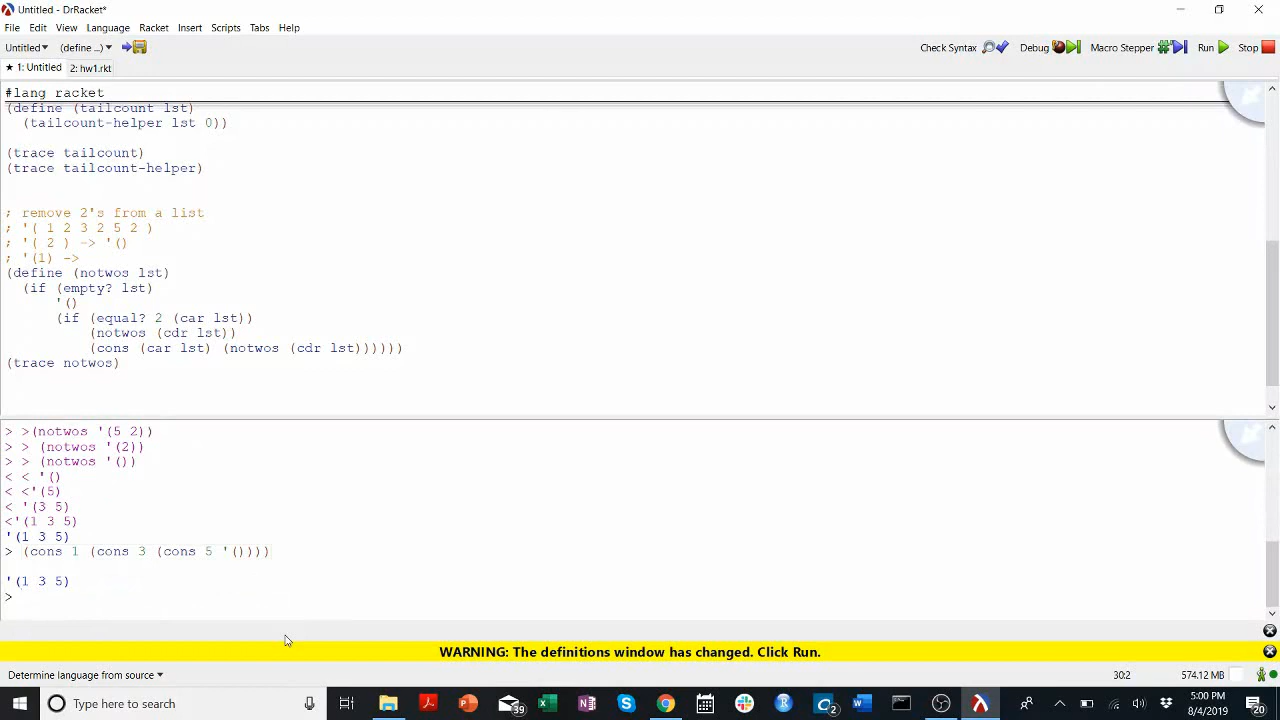 Untitled - DrRacket*
File Edit View Language Racket Insert Scripts Tabs Help
Untitled▾ (define ...)▾ Check Syntax Debug Macro Stepper Run Stop
★ 1: Untitled 2: hw1.rkt
#lang racket
(define (tailcount lst)
(tailcount-helper lst 0))
(trace tailcount)
(trace tailcount-helper)
; remove 2's from a list
; '( 1 2 3 2 5 2 )
; '( 2 ) -> '()
; '(1) ->
(define (notwos lst)
(if (empty? lst)
'()
(if (equal? 2 (car lst))
(notwos (cdr lst))
(cons (car lst) (notwos (cdr lst))))))
(trace notwos)
> >(notwos '(5 2))
> > (notwos '(2))
> > (notwos '())
< < '()
< <'(5)
< '(3 5)
<'(1 3 5)
'(1 3 5)
> (cons 1 (cons 3 (cons 5 '())))
'(1 3 5)
>
WARNING: The definitions window has changed. Click Run.
Determine language from source▾ 30:2 574.12 MB
Type here to search 39 2 5:00 PM
8/4/2019 20